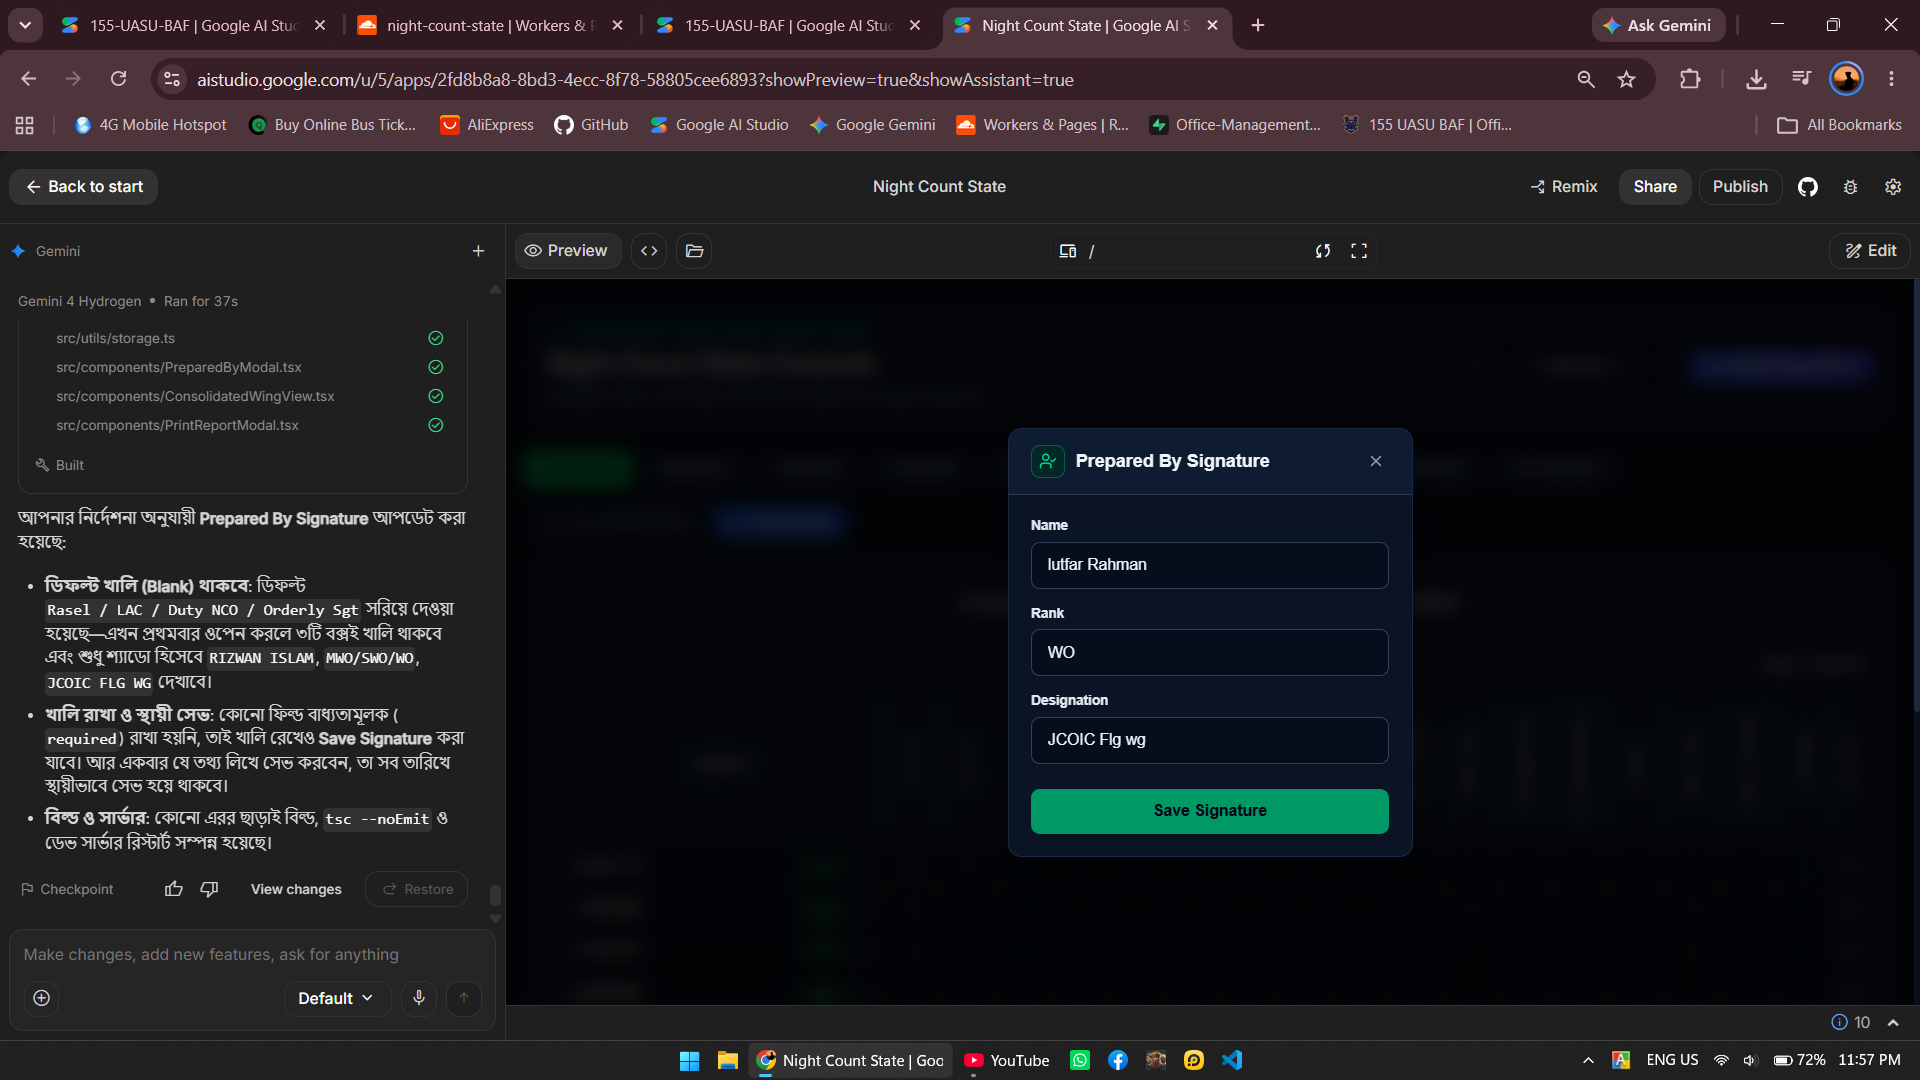 155-UASU-BAF | Google AI Stuc
night-count-state | Workers & F
155-UASU-BAF | Google AI Stuc
Night Count State | Google AI S
Ask Gemini
aistudio.google.com/u/5/apps/2fd8b8a8-8bd3-4ecc-8f78-58805cee6893?showPreview=true&showAssistant=true
4G Mobile Hotspot
Buy Online Bus Tick...
AliExpress
GitHub
Google AI Studio
Google Gemini
Workers & Pages | R...
Office-Management...
155 UASU BAF | Offi...
All Bookmarks
Back to start
Night Count State
Remix
Share
Publish
Gemini
Preview
/
Edit
Gemini 4 Hydrogen • Ran for 37s
src/utils/storage.ts
src/components/PreparedByModal.tsx
src/components/ConsolidatedWingView.tsx
src/components/PrintReportModal.tsx
Built
আপনার নির্দেশনা অনুযায়ী Prepared By Signature আপডেট করা
হয়েছে:
• ডিফল্ট খালি (Blank) থাকবে: ডিফল্ট
Rasel / LAC / Duty NCO / Orderly Sgt সরিয়ে দেওয়া
হয়েছে—এখন প্রথমবার ওপেন করলে ৩টি বক্সই খালি থাকবে
এবং শুধু শ্যাডো হিসেবে RIZWAN ISLAM, MWO/SWO/WO,
JCOIC FLG WG দেখাবে।
• খালি রাখা ও স্থায়ী সেভ: কোনো ফিল্ড বাধ্যতামূলক (
required) রাখা হয়নি, তাই খালি রেখেও Save Signature করা
যাবে। আর একবার যে তথ্য লিখে সেভ করবেন, তা সব তারিখে
স্থায়ীভাবে সেভ হয়ে থাকবে।
• বিল্ড ও সার্ভার: কোনো এরর ছাড়াই বিল্ড, tsc --noEmit ও
ডেভ সার্ভার রিস্টার্ট সম্পন্ন হয়েছে।
Checkpoint
View changes
Restore
Make changes, add new features, ask for anything
Default
Prepared By Signature
Name
lutfar Rahman
Rank
WO
Designation
JCOIC Flg wg
Save Signature
10
Night Count State | Goo
YouTube
ENG US
72%
11:57 PM